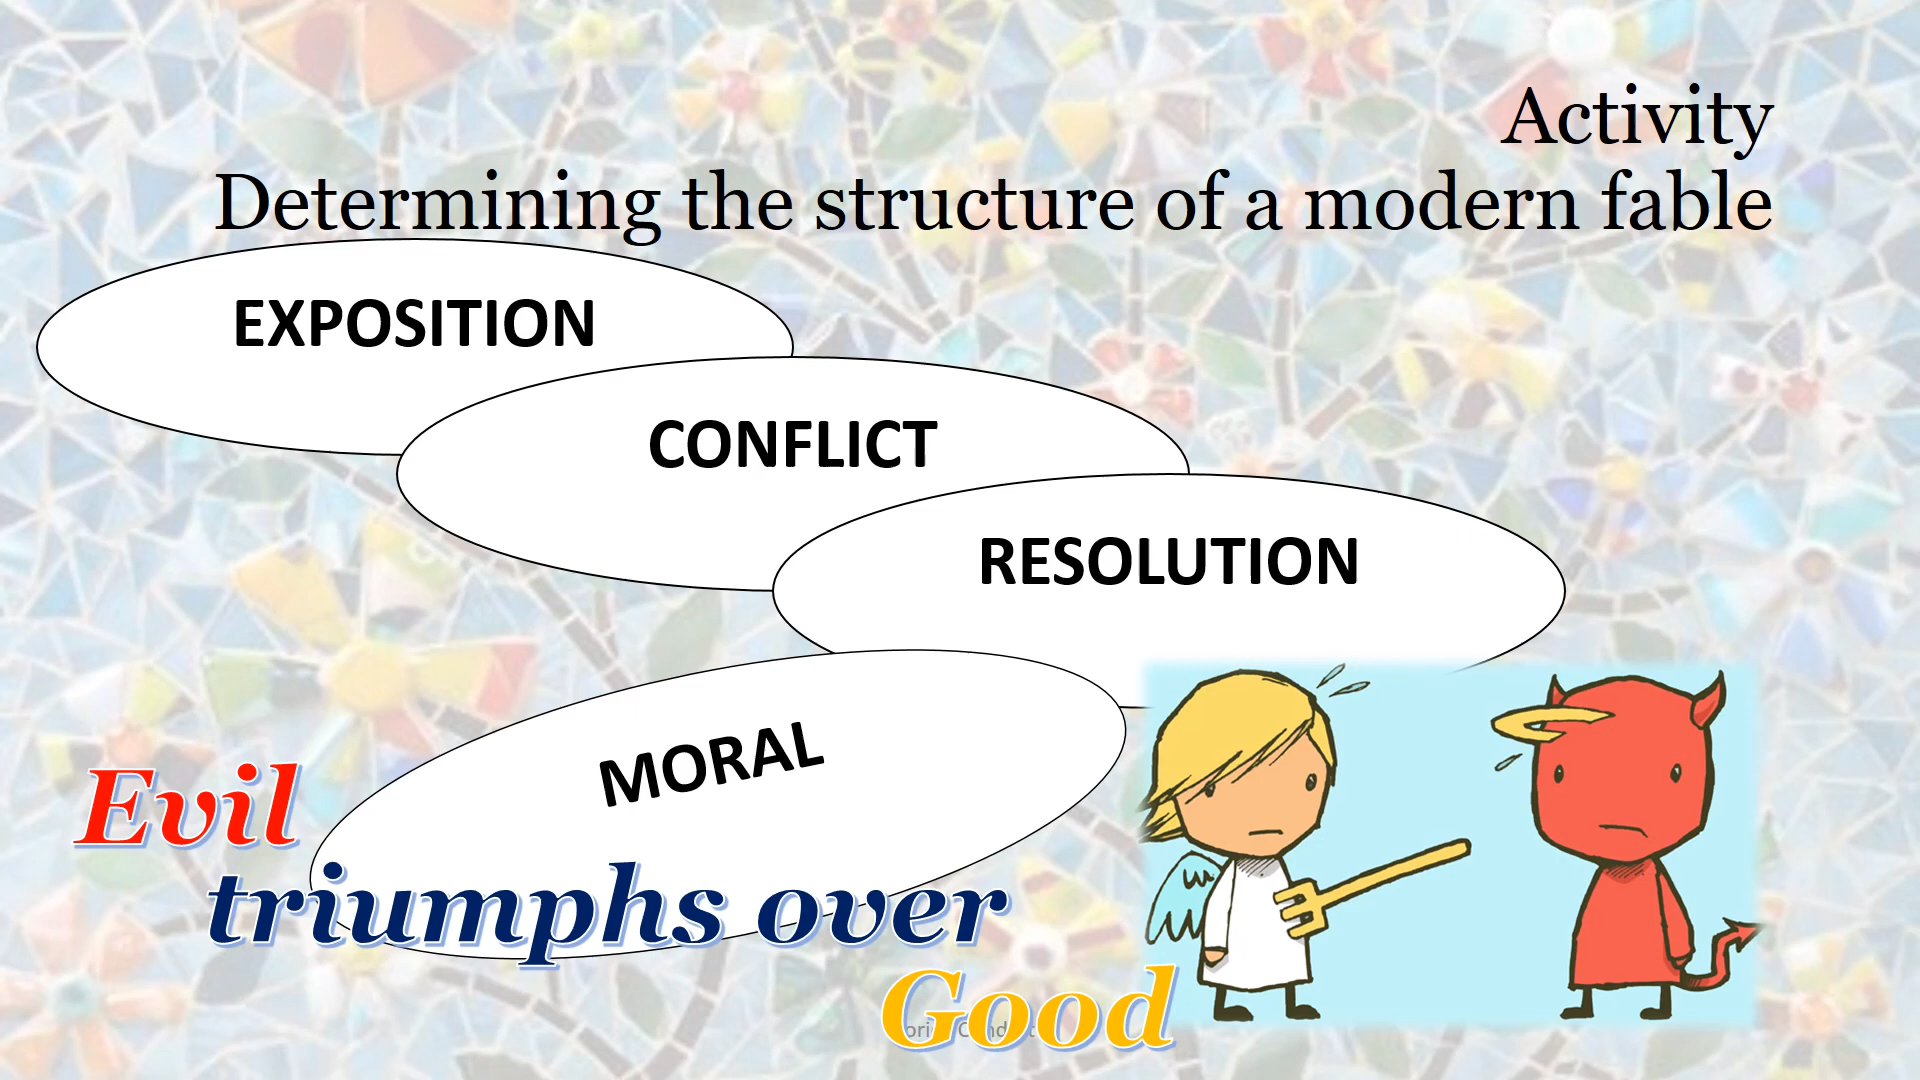 Activity
Determining the structure of a modern fable
EXPOSITION
CONFLICT
RESOLUTION
MORAL
Evil
triumphs over
Good